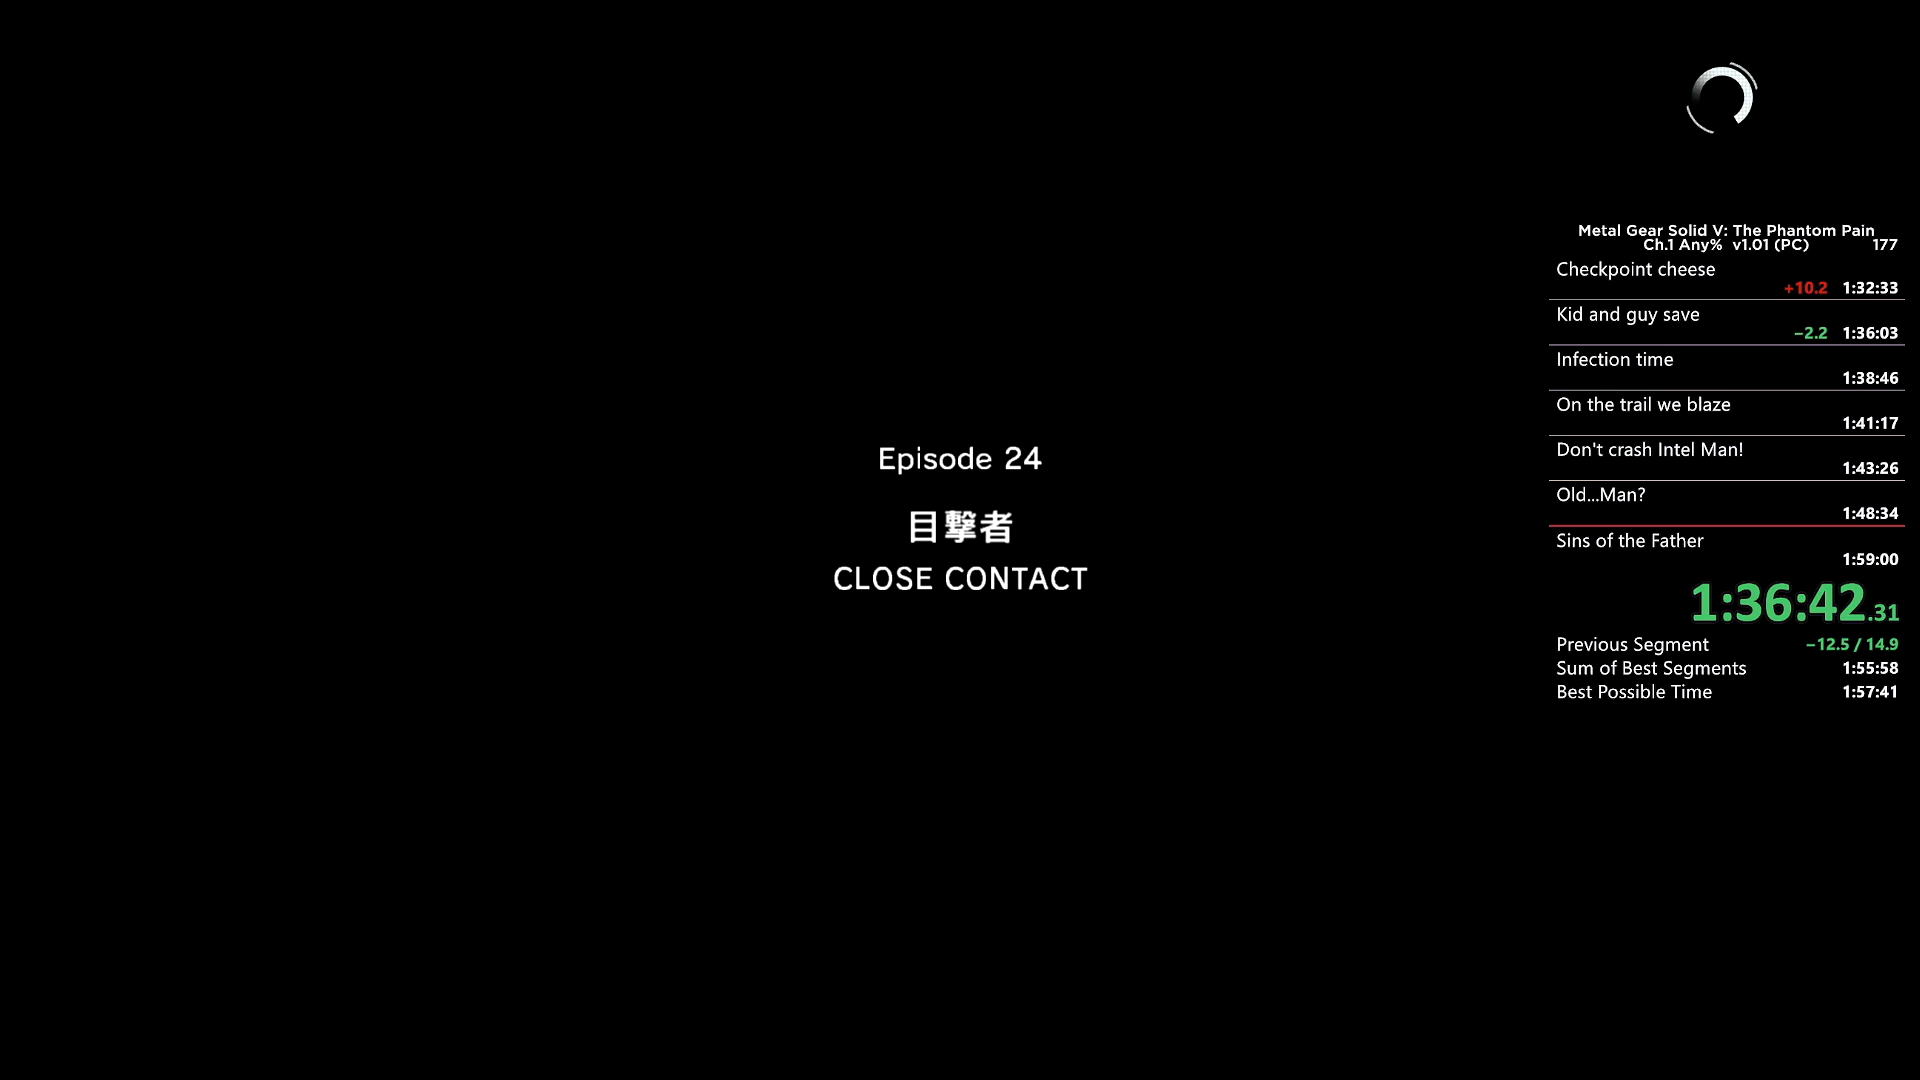 Episode 24
目撃者
CLOSE CONTACT
Metal Gear Solid V: The Phantom Pain
Ch.1 Any% v1.01 (PC) 177
Checkpoint cheese
+10.2 1:32:33
Kid and guy save
−2.2 1:36:03
Infection time
1:38:46
On the trail we blaze
1:41:17
Don't crash Intel Man!
1:43:26
Old...Man?
1:48:34
Sins of the Father
1:59:00
1:36:42.31
Previous Segment −12.5 / 14.9
Sum of Best Segments 1:55:58
Best Possible Time 1:57:41